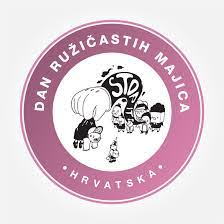 DAN RUŽIČASTIH MAJICA
STOP
• HRVATSKA •